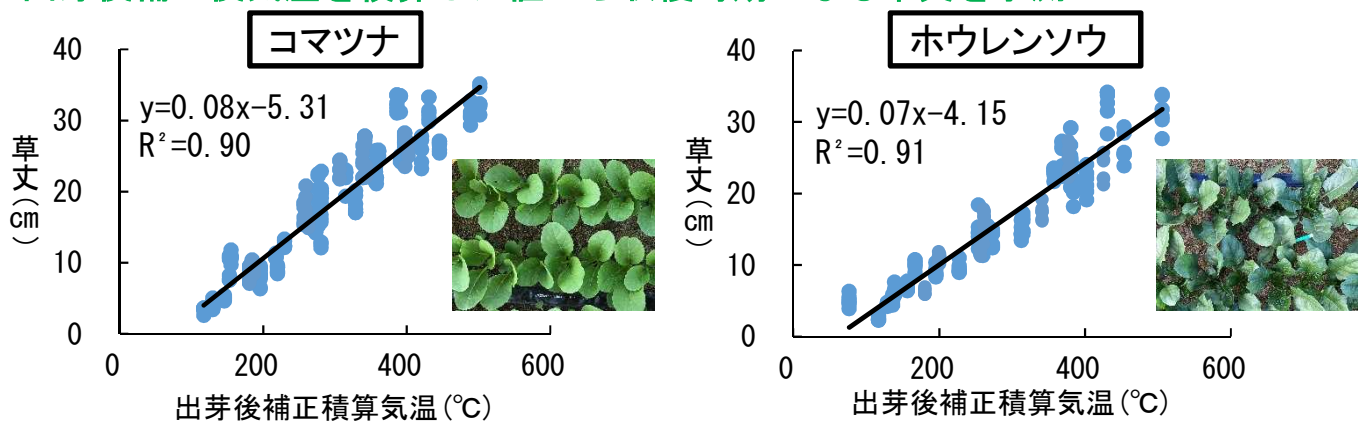 コマツナ
40
30
20
10
0
y=0.08x-5.31
R²=0.90
草丈(cm)
0 200 400 600
出芽後補正積算気温(℃)
ホウレンソウ
40
30
20
10
0
y=0.07x-4.15
R²=0.91
草丈(cm)
0 200 400 600
出芽後補正積算気温(℃)